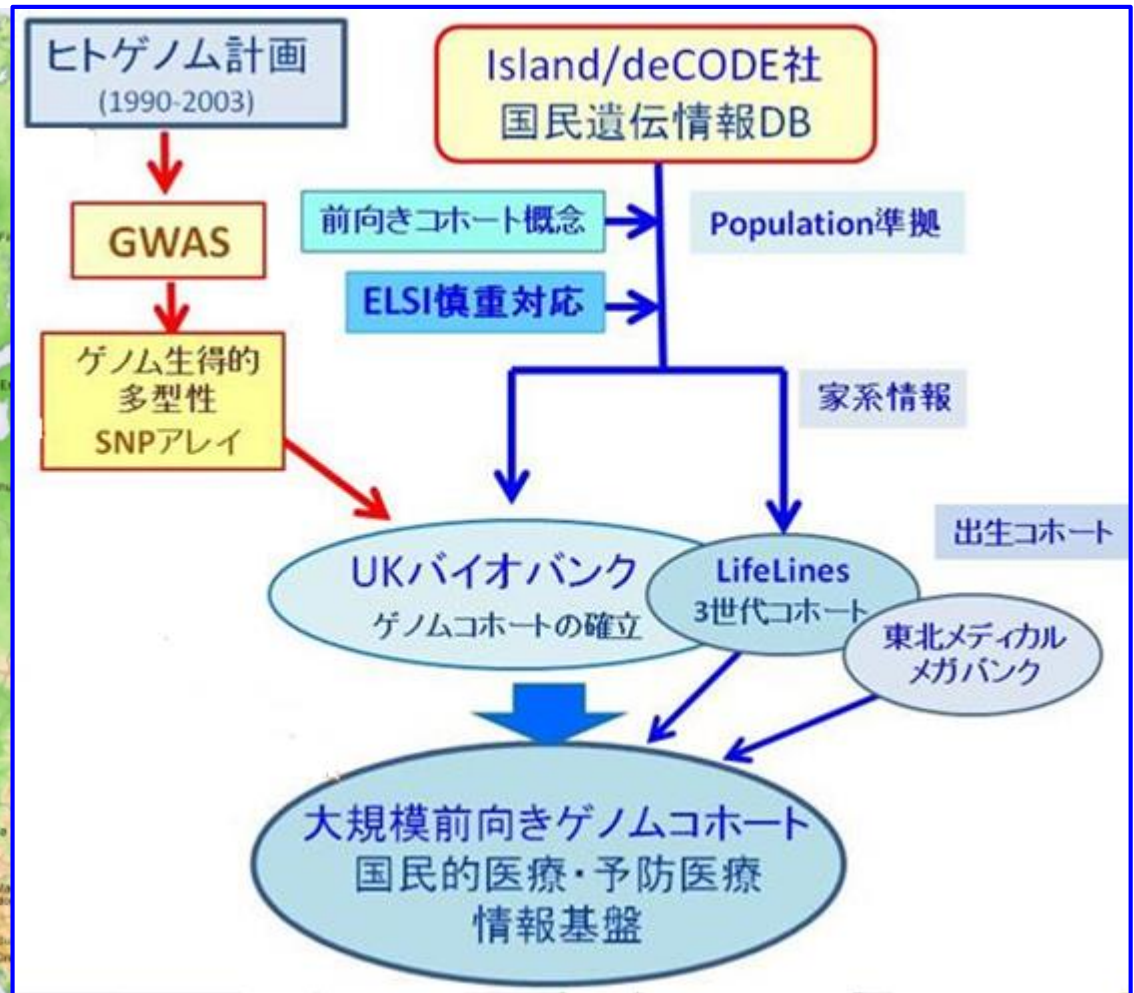 ヒトゲノム計画
(1990-2003)
Island/deCODE社
国民遺伝情報DB
前向きコホート概念
Population準拠
GWAS
ELSI慎重対応
ゲノム生得的
多型性
SNPアレイ
家系情報
出生コホート
UKバイオバンク
ゲノムコホートの確立
LifeLines
3世代コホート
東北メディカル
メガバンク
大規模前向きゲノムコホート
国民的医療・予防医療
情報基盤